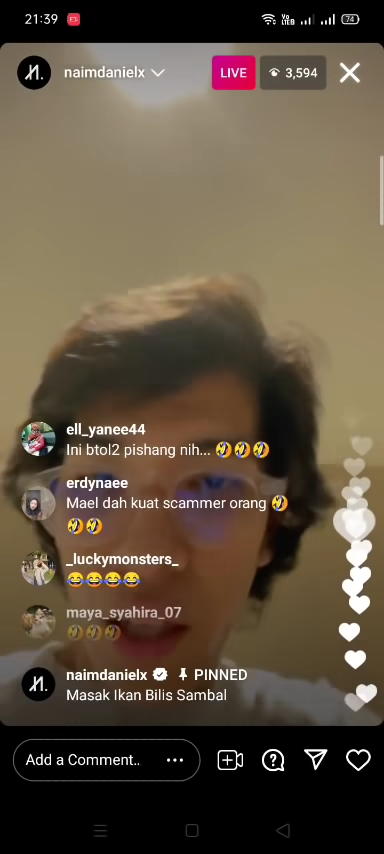 21:39
74
naimdanielx
LIVE
3,594
ell_yanee44
Ini btol2 pishang nih... 🤣🤣🤣
erdynaee
Mael dah kuat scammer orang 🤣
🤣🤣
_luckymonsters_
😂😂😂😂
maya_syahira_07
🤣🤣🤣
naimdanielx PINNED
Masak Ikan Bilis Sambal
Add a Comment..